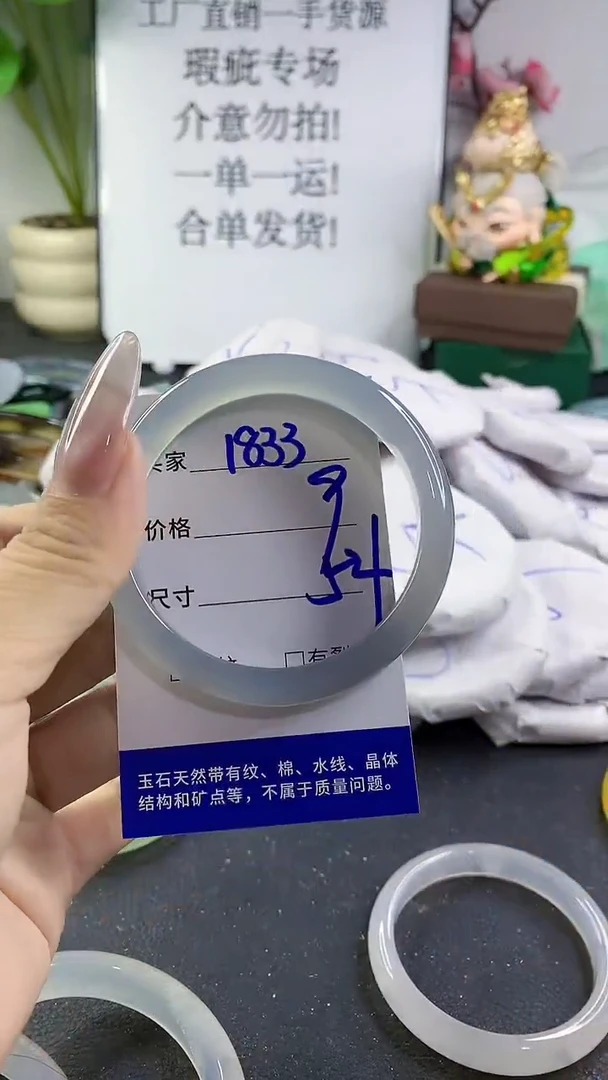 工厂直销一手货源
瑕疵专场
介意勿拍!
一单一运!
合单发货!
买家 1833
价格 9
尺寸 54
□有裂
玉石天然带有纹、棉、水线、晶体
结构和矿点等，不属于质量问题。